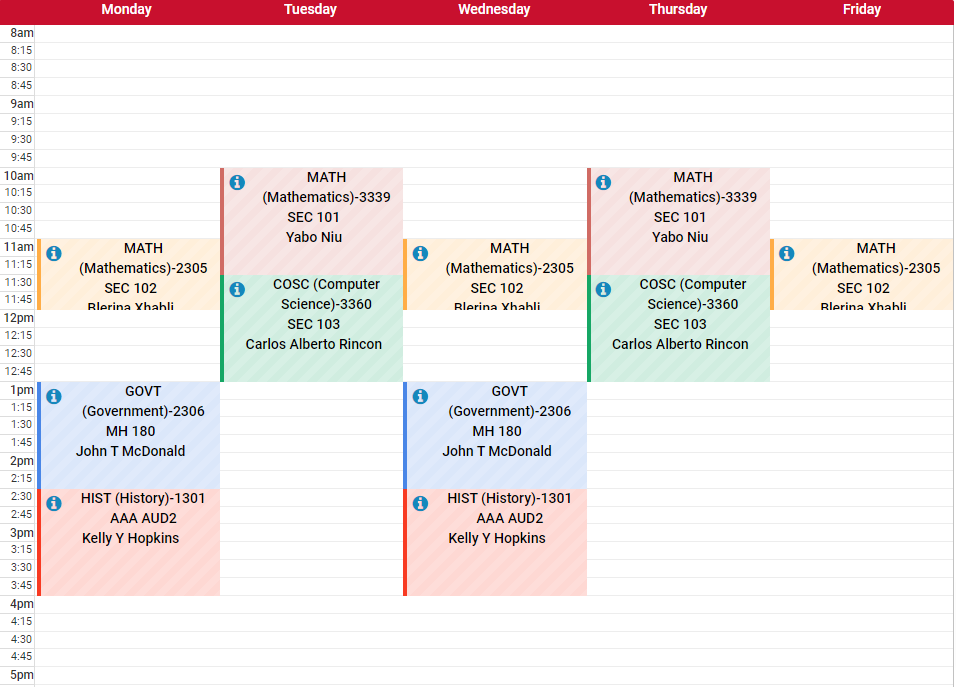 Monday Tuesday Wednesday Thursday Friday
8am
8:15
8:30
8:45
9am
9:15
9:30
9:45
10am
10:15
10:30
10:45
11am
11:15
11:30
11:45
12pm
12:15
12:30
12:45
1pm
1:15
1:30
1:45
2pm
2:15
2:30
2:45
3pm
3:15
3:30
3:45
4pm
4:15
4:30
4:45
5pm
MATH
(Mathematics)-2305
SEC 102
Blerina Xhabli
GOVT
(Government)-2306
MH 180
John T McDonald
HIST (History)-1301
AAA AUD2
Kelly Y Hopkins
MATH
(Mathematics)-3339
SEC 101
Yabo Niu
COSC (Computer
Science)-3360
SEC 103
Carlos Alberto Rincon
MATH
(Mathematics)-2305
SEC 102
Blerina Xhabli
GOVT
(Government)-2306
MH 180
John T McDonald
HIST (History)-1301
AAA AUD2
Kelly Y Hopkins
MATH
(Mathematics)-3339
SEC 101
Yabo Niu
COSC (Computer
Science)-3360
SEC 103
Carlos Alberto Rincon
MATH
(Mathematics)-2305
SEC 102
Blerina Xhabli